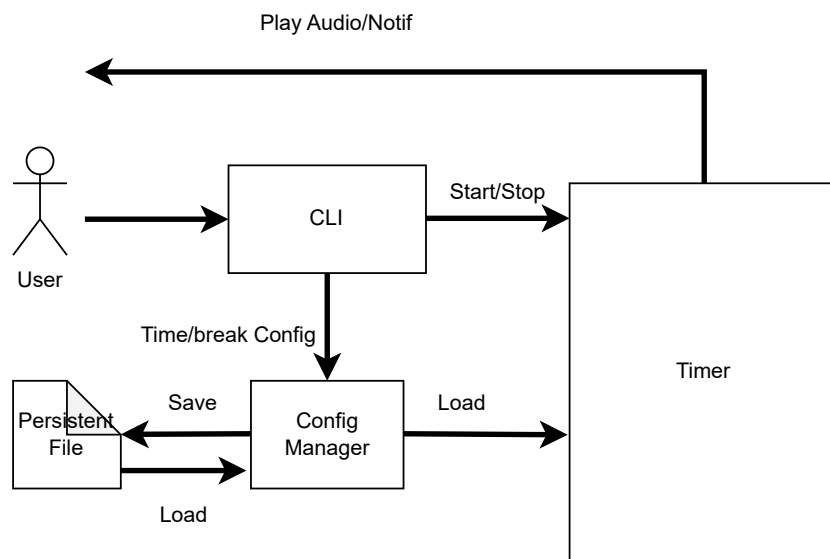 Play Audio/Notif
Start/Stop
CLI
User
Time/break Config
Timer
Save
Load
Persistent
File
Config
Manager
Load